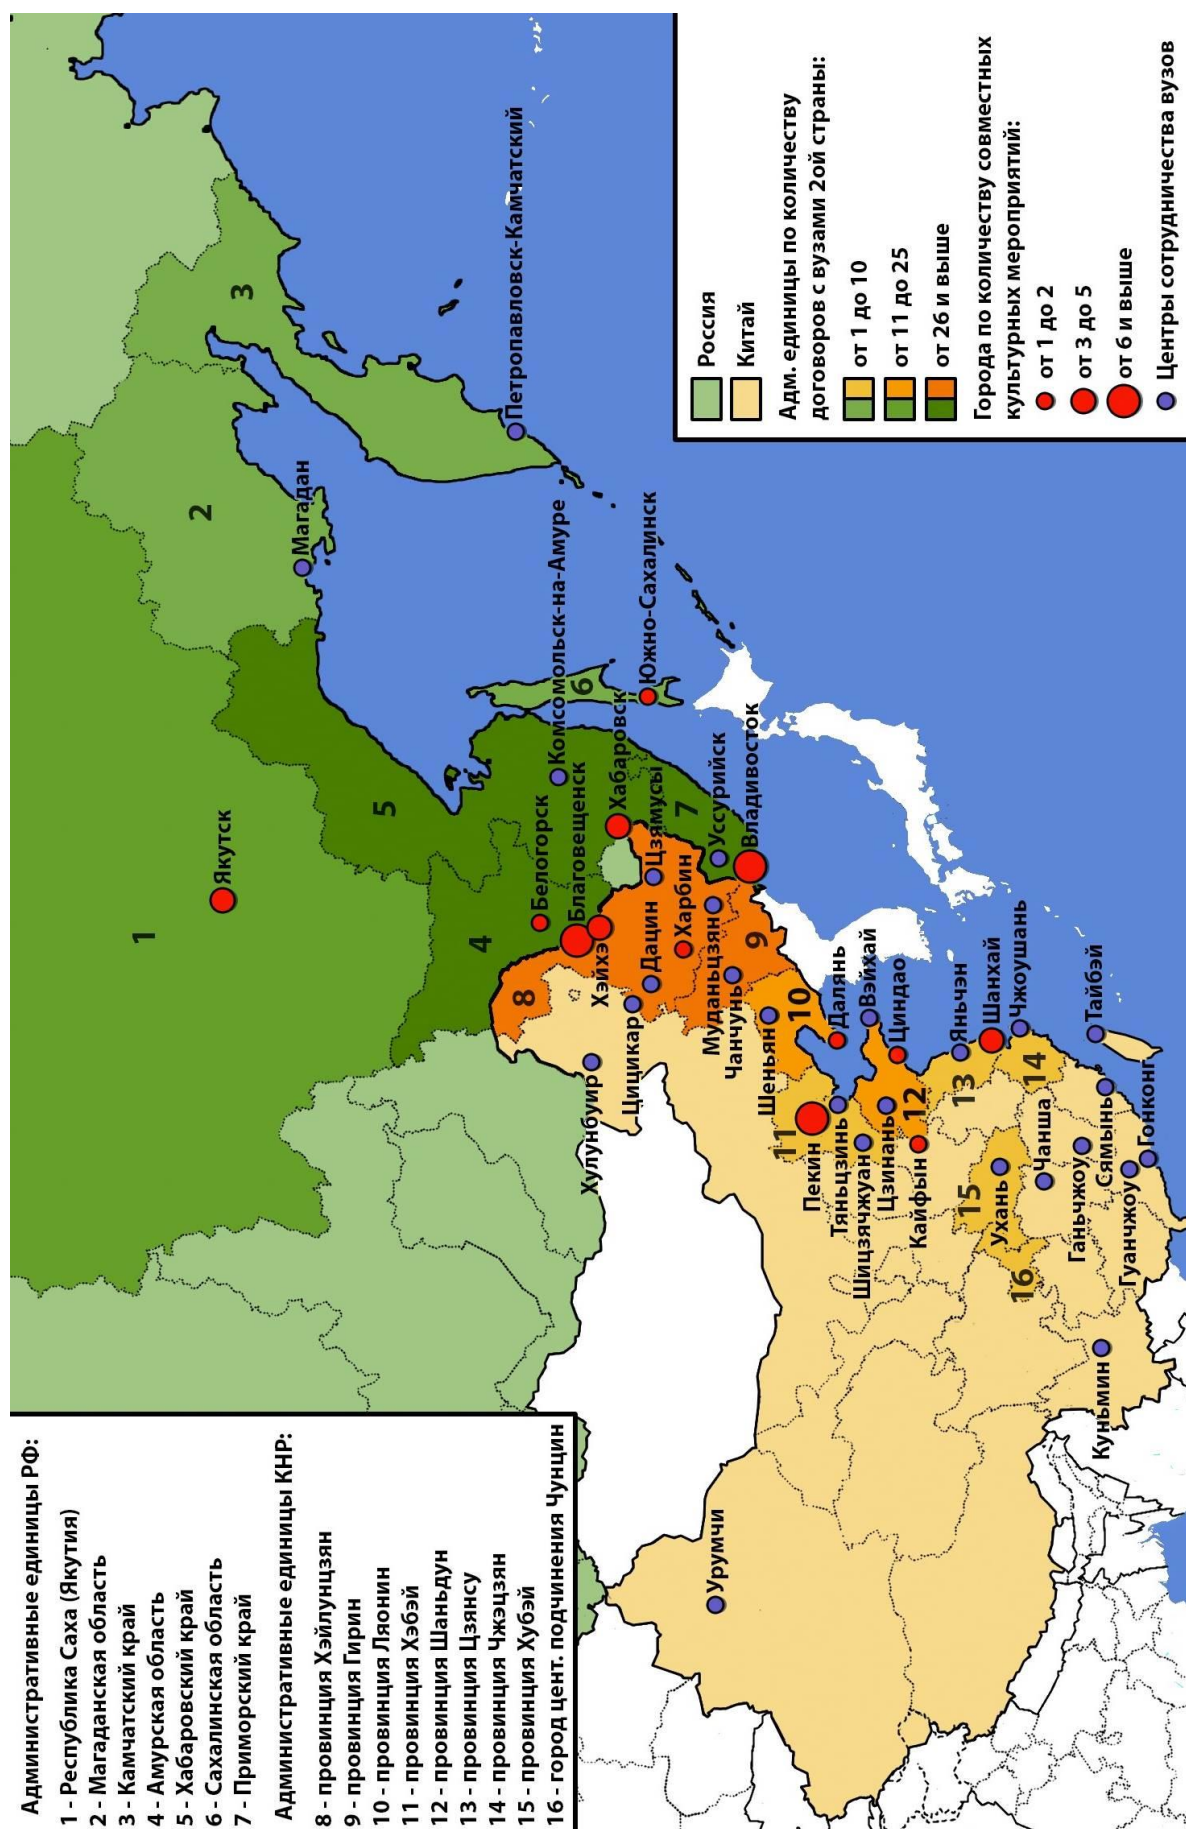 Административные единицы РФ:
1 - Республика Саха (Якутия)
2 - Магаданская область
3 - Камчатский край
4 - Амурская область
5 - Хабаровский край
6 - Сахалинская область
7 - Приморский край
Административные единицы КНР:
8 - провинция Хэйлунцзян
9 - провинция Гирин
10 - провинция Ляонин
11 - провинция Хэбэй
12 - провинция Шаньдун
13 - провинция Цзянсу
14 - провинция Чжэцзян
15 - провинция Хубэй
16 - город цент. подчинения Чунцин
1
Якутск
2
Магадан
3
Петропавловск-Камчатский
4
5
Белогорск
Благовещенск
Комсомольск-на-Амуре
Хабаровск
6
Южно-Сахалинск
7
Уссурийск
Владивосток
8
Хэйхэ
Цзямусы
Дацин
Харбин
Хулунбуир
Цицикар
Муданьцзян
Чанчунь
9
Шеньян
10
Далянь
Вэйхай
Циндао
11
Пекин
Тяньцзинь
Шицзячжуан
Цзинань
12
Кайфын
Яньчэн
13
Шанхай
Чжоушань
14
15
Ухань
16
Чанша
Ганьчжоу
Сямынь
Тайбэй
Гуанчжоу
Гонконг
Куньмин
Урумчи
Россия
Китай
Адм. единицы по количеству
договоров с вузами 2ой страны:
от 1 до 10
от 11 до 25
от 26 и выше
Города по количеству совместных
культурных мероприятий:
от 1 до 2
от 3 до 5
от 6 и выше
Центры сотрудничества вузов